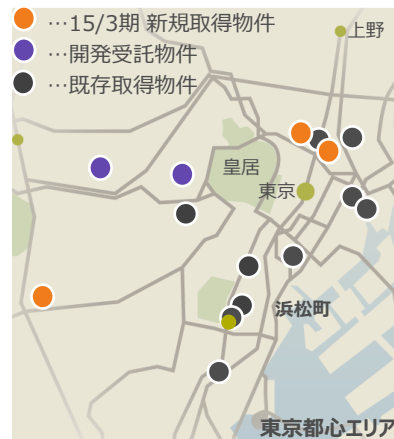 …15/3期 新規取得物件
…開発受託物件
…既存取得物件
上野
皇居
東京
浜松町
東京都心エリア